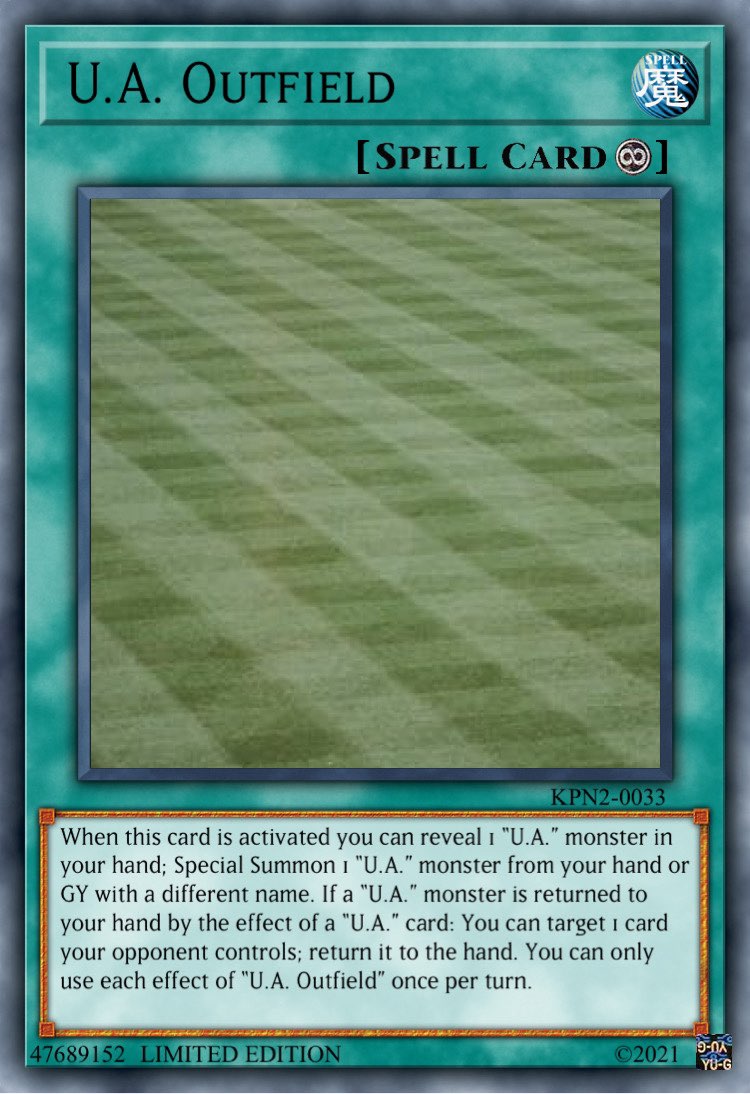 U.A. Outfield
SPELL
魔
[Spell Card]
KPN2-0033
When this card is activated you can reveal 1 "U.A." monster in
your hand; Special Summon 1 "U.A." monster from your hand or
GY with a different name. If a "U.A." monster is returned to
your hand by the effect of a "U.A." card: You can target 1 card
your opponent controls; return it to the hand. You can only
use each effect of "U.A. Outfield" once per turn.
47689152 LIMITED EDITION
©2021
YU-G
YU-G